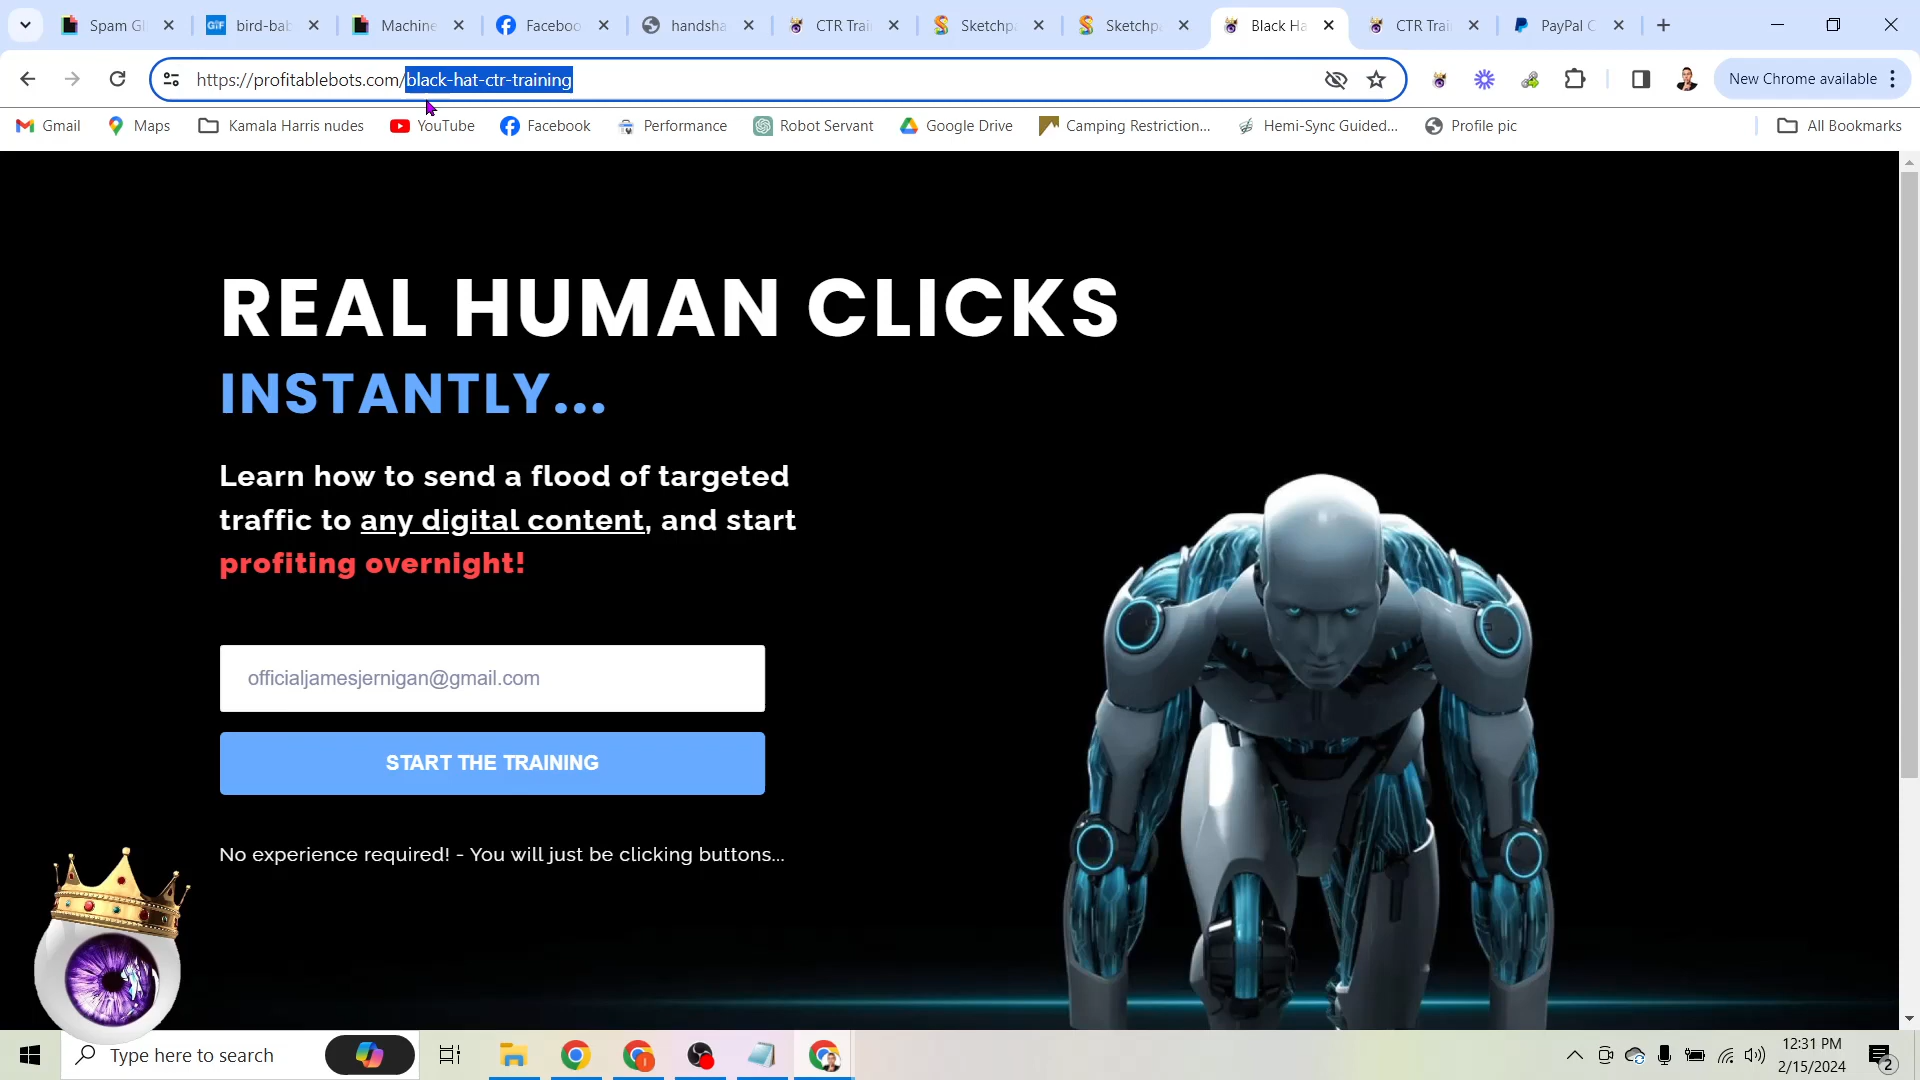 Spam Gl
bird-bab
Machine
Faceboo
handsha
CTR Trai
Sketchp
Sketchp
Black Ha
CTR Trai
PayPal C
https://profitablebots.com/black-hat-ctr-training
New Chrome available
Gmail
Maps
Kamala Harris nudes
YouTube
Facebook
Performance
Robot Servant
Google Drive
Camping Restriction...
Hemi-Sync Guided...
Profile pic
All Bookmarks
REAL HUMAN CLICKS
INSTANTLY...
Learn how to send a flood of targeted
traffic to any digital content, and start
profiting overnight!
officialjamesjernigan@gmail.com
START THE TRAINING
No experience required! - You will just be clicking buttons...
Type here to search
12:31 PM
2/15/2024
2